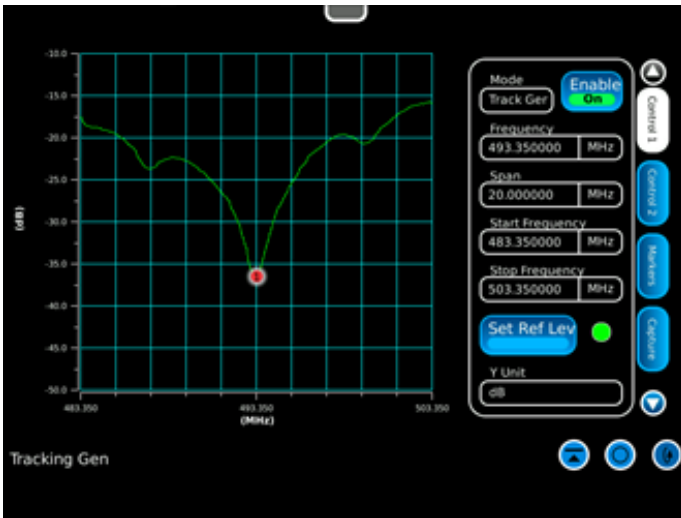 -10.0
-15.0
-20.0
-25.0
-30.0
-35.0
-40.0
-45.0
-50.0
(dB)
1
483.350
493.350
503.350
(MHz)
Mode
Track Ger
Enable
On
Frequency
493.350000 MHz
Span
20.000000 MHz
Start Frequency
483.350000 MHz
Stop Frequency
503.350000 MHz
Set Ref Lev
Y Unit
dB
Control 1
Control 2
Markers
Capture
Tracking Gen